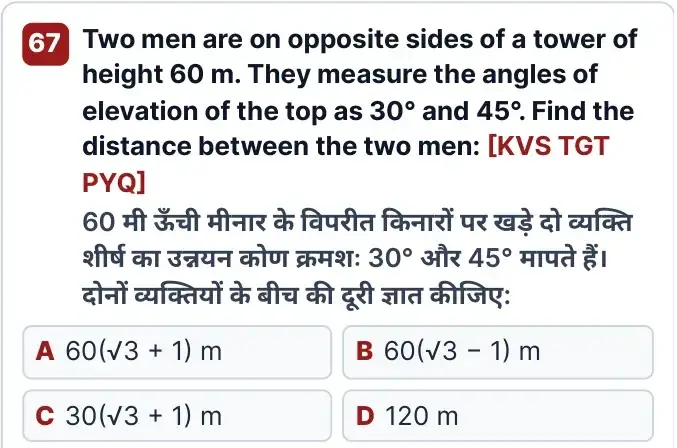 67 Two men are on opposite sides of a tower of
height 60 m. They measure the angles of
elevation of the top as 30° and 45°. Find the
distance between the two men: [KVS TGT
PYQ]
60 मी ऊँची मीनार के विपरीत किनारों पर खड़े दो व्यक्ति
शीर्ष का उन्नयन कोण क्रमशः 30° और 45° मापते हैं।
दोनों व्यक्तियों के बीच की दूरी ज्ञात कीजिए:
A 60(√3 + 1) m
B 60(√3 − 1) m
C 30(√3 + 1) m
D 120 m